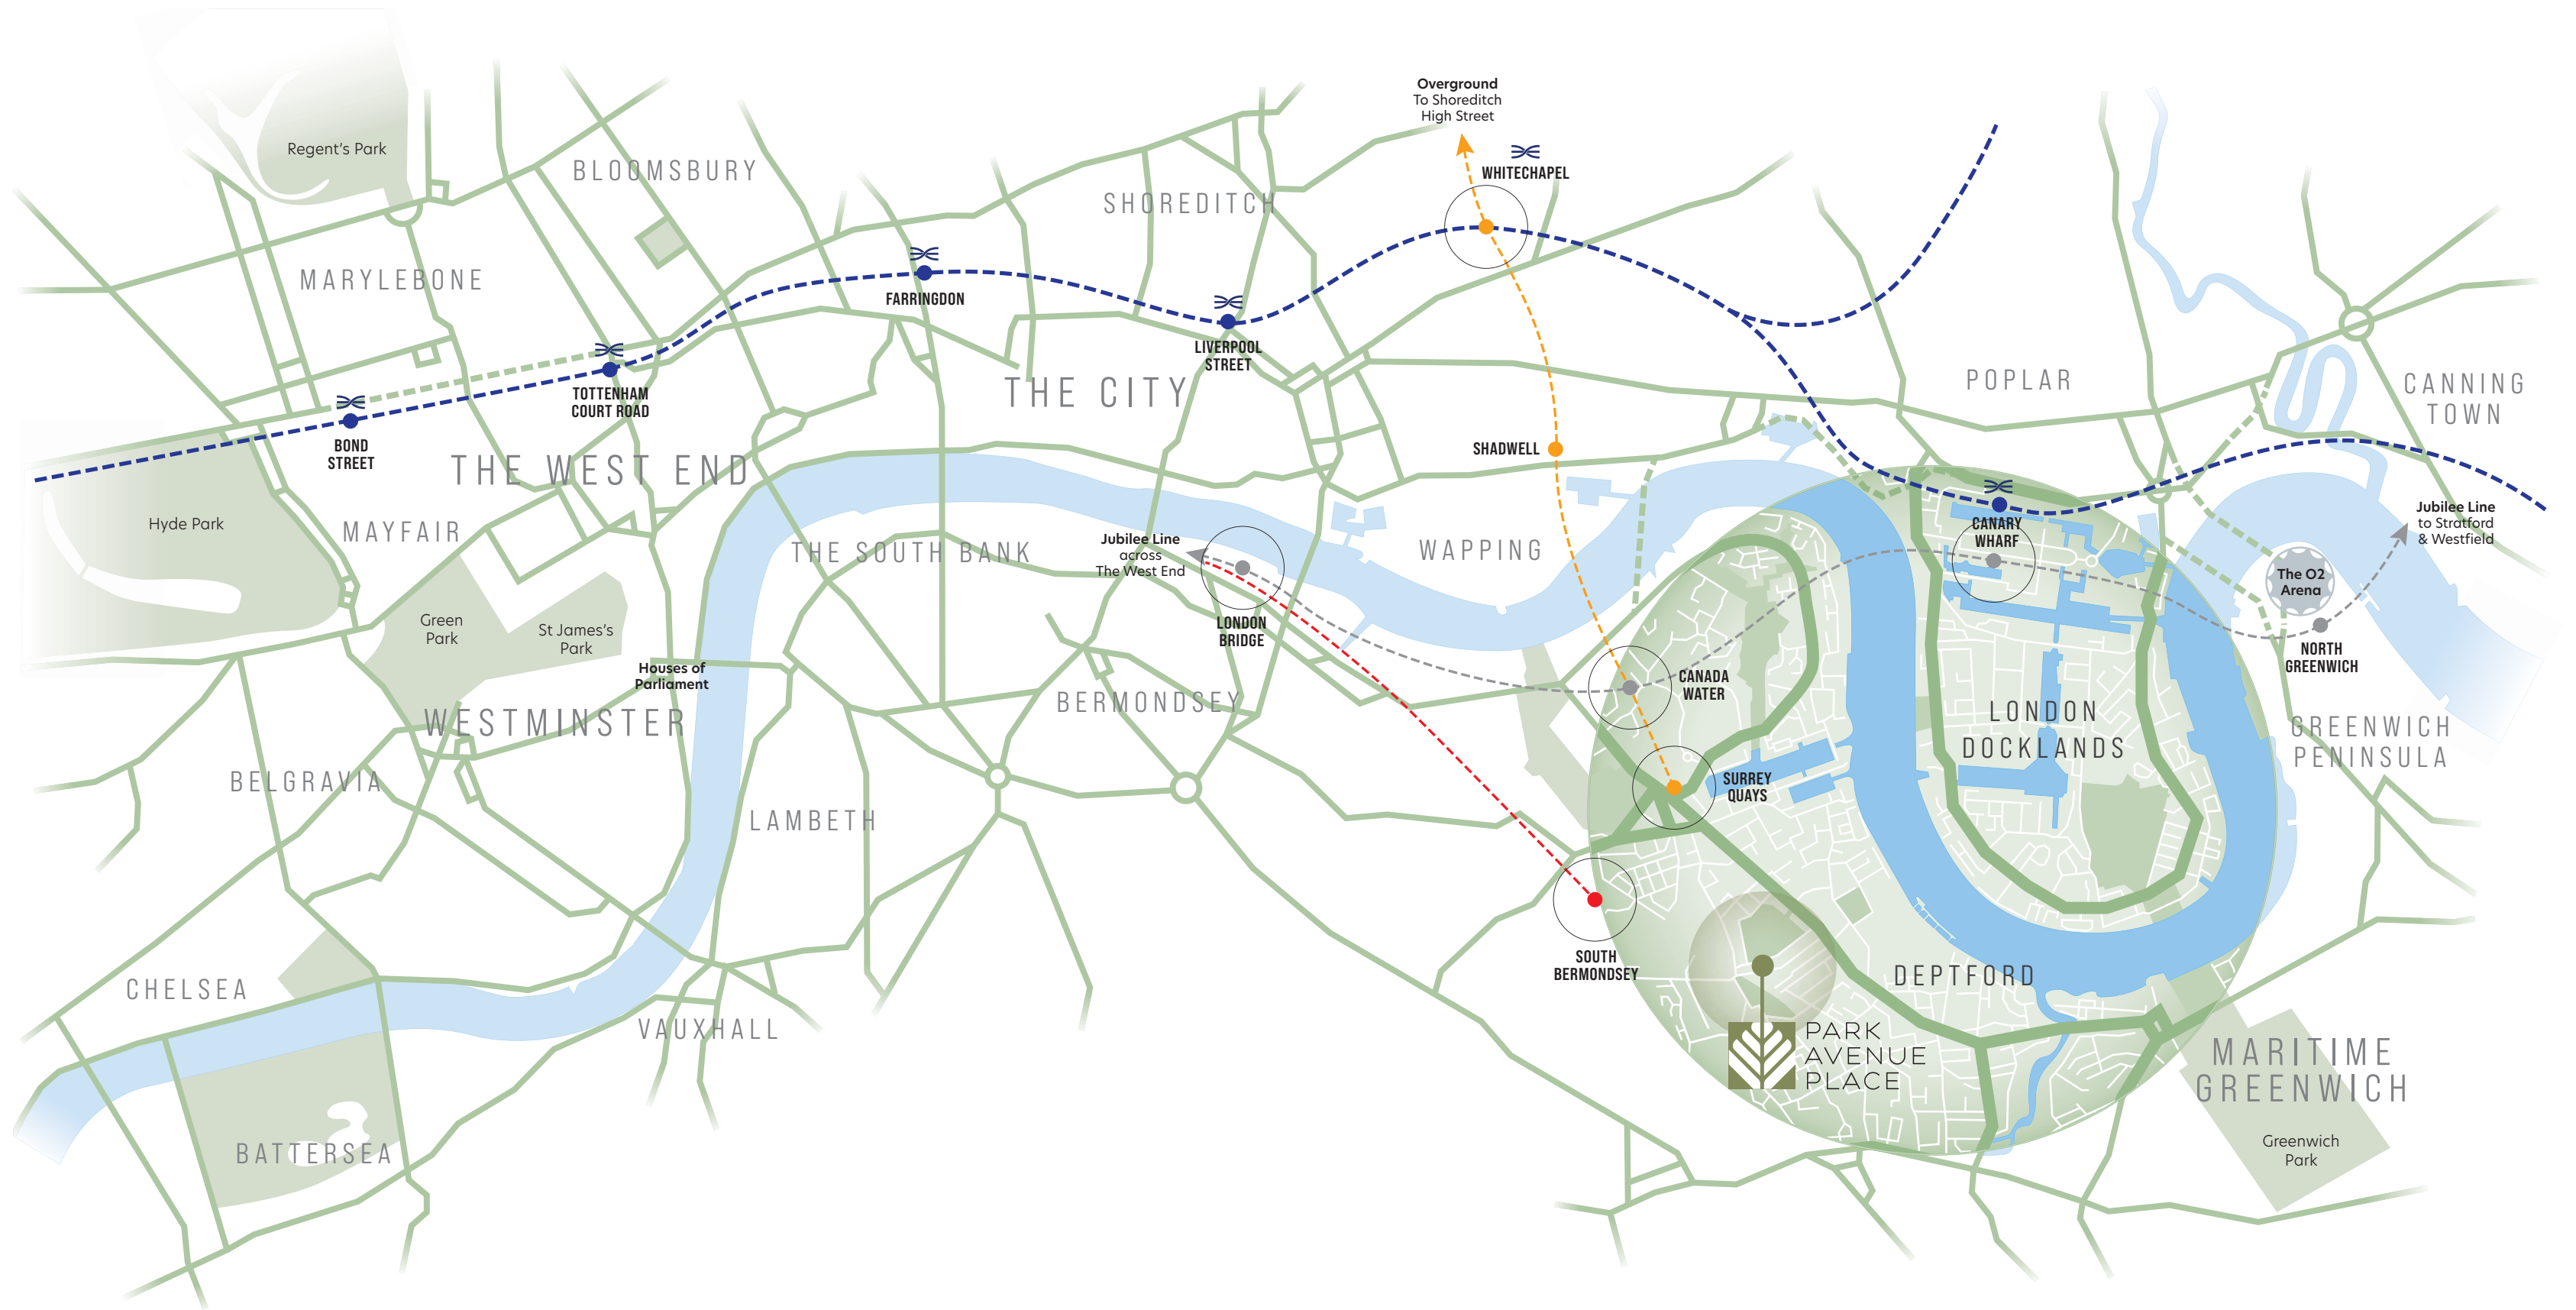 Overground
To Shoreditch
High Street
WHITECHAPEL
Regent's Park
BLOOMSBURY
SHOREDITCH
MARYLEBONE
FARRINGDON
LIVERPOOL
STREET
TOTTENHAM
COURT ROAD
THE CITY
POPLAR
CANNING
TOWN
BOND
STREET
THE WEST END
SHADWELL
Hyde Park
MAYFAIR
THE SOUTH BANK
Jubilee Line
across
The West End
WAPPING
CANARY
WHARF
Jubilee Line
to Stratford
& Westfield
The O2
Arena
Green
Park
St James's
Park
LONDON
BRIDGE
NORTH
GREENWICH
Houses of
Parliament
CANADA
WATER
BERMONDSEY
WESTMINSTER
LONDON
DOCKLANDS
GREENWICH
PENINSULA
BELGRAVIA
SURREY
QUAYS
LAMBETH
SOUTH
BERMONDSEY
DEPTFORD
CHELSEA
VAUXHALL
PARK
AVENUE
PLACE
MARITIME
GREENWICH
BATTERSEA
Greenwich
Park